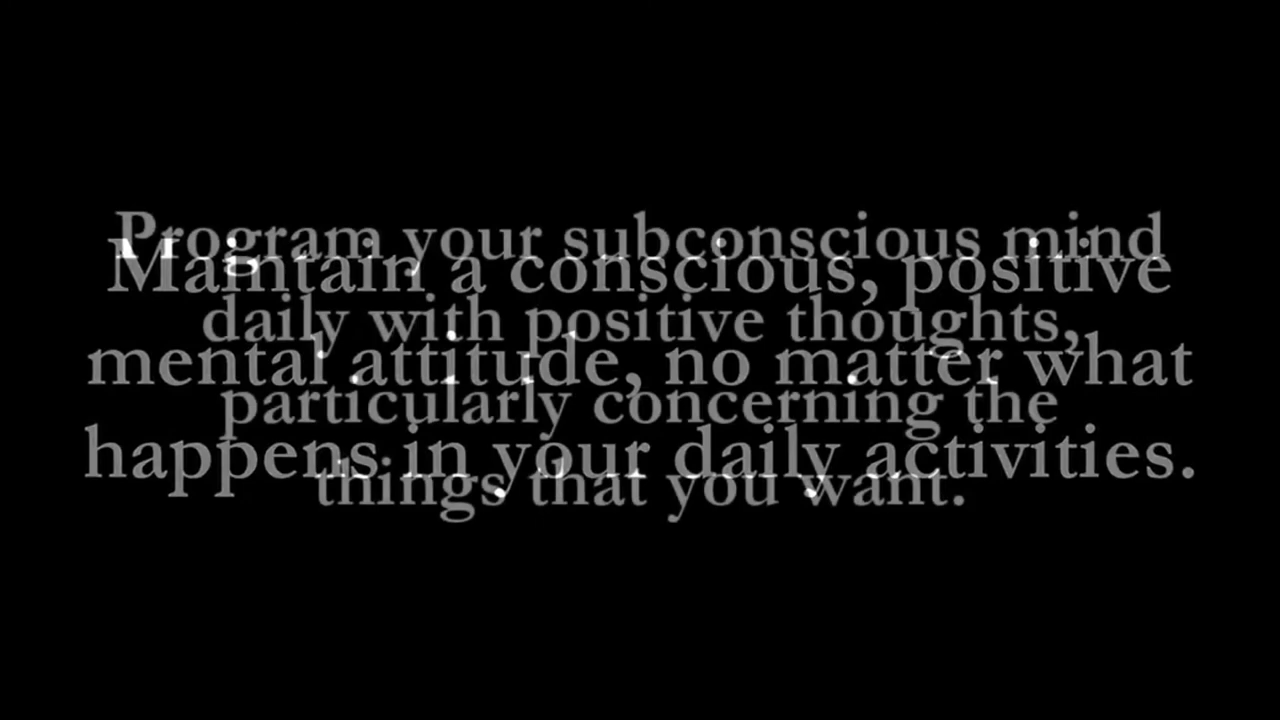 Program your subconscious mind
daily with positive thoughts,
particularly concerning the
things that you want.
Maintain a conscious, positive
mental attitude, no matter what
happens in your daily activities.